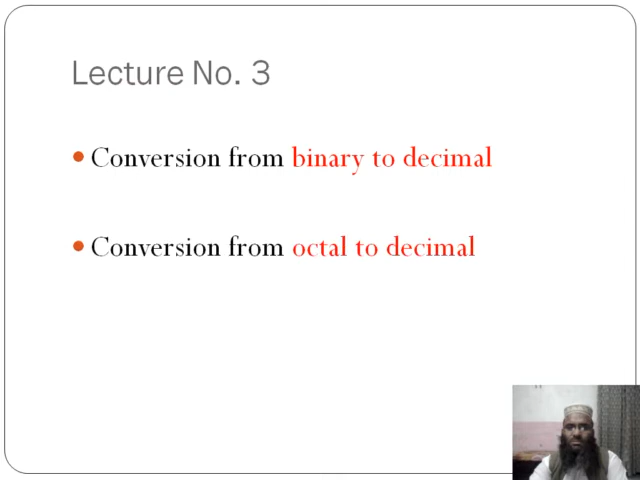 Lecture No. 3
Conversion from binary to decimal
Conversion from octal to decimal